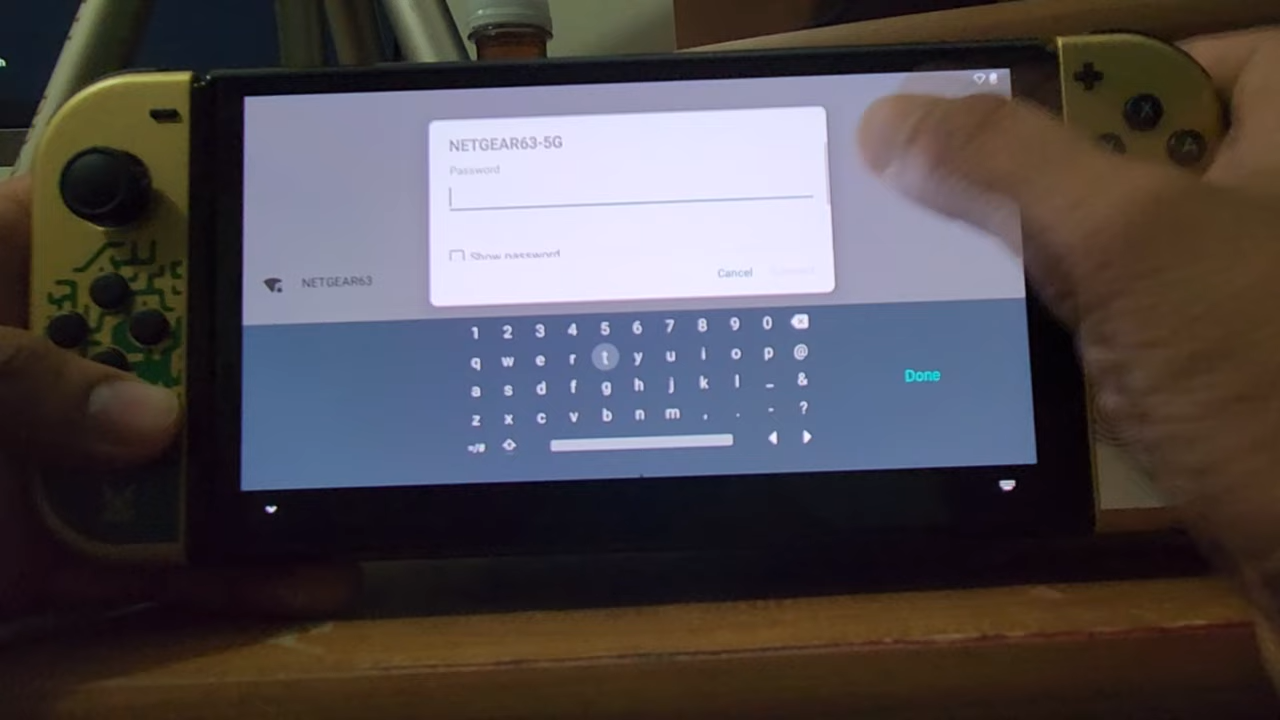 NETGEAR63-5G
Password
Show password
Cancel
NETGEAR63
1 2 3 4 5 6 7 8 9 0
q w e r t y u i o p @
a s d f g h j k l _ &
z x c v b n m , . - ?
=/#
Done
X
A